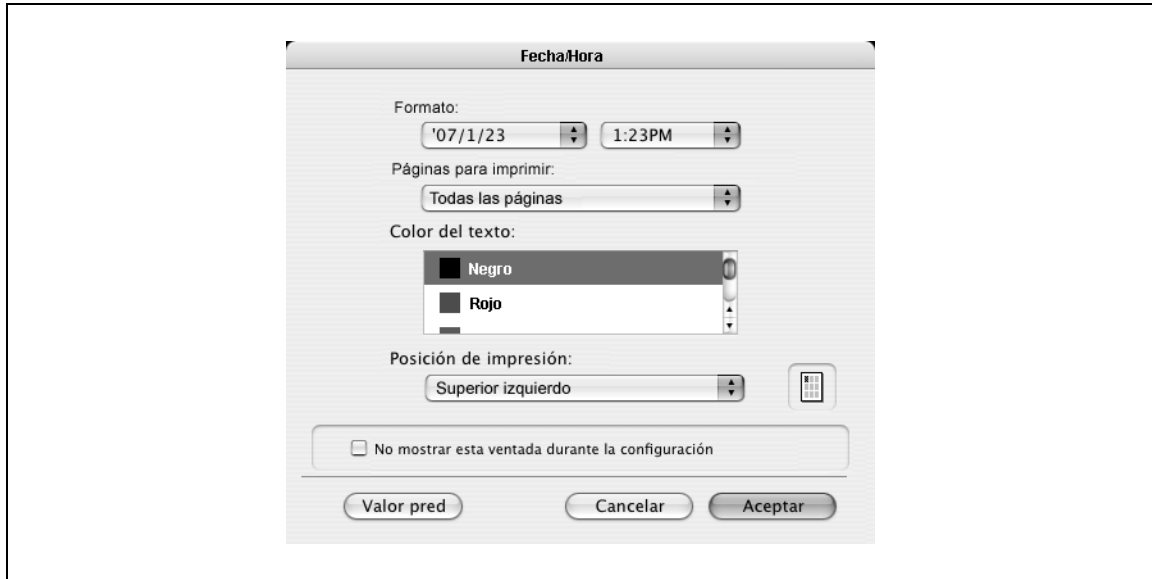 Fecha/Hora
Formato:
'07/1/23 1:23PM
Páginas para imprimir:
Todas las páginas
Color del texto:
Negro
Rojo
Posición de impresión:
Superior izquierdo
No mostrar esta ventada durante la configuración
Valor pred Cancelar Aceptar